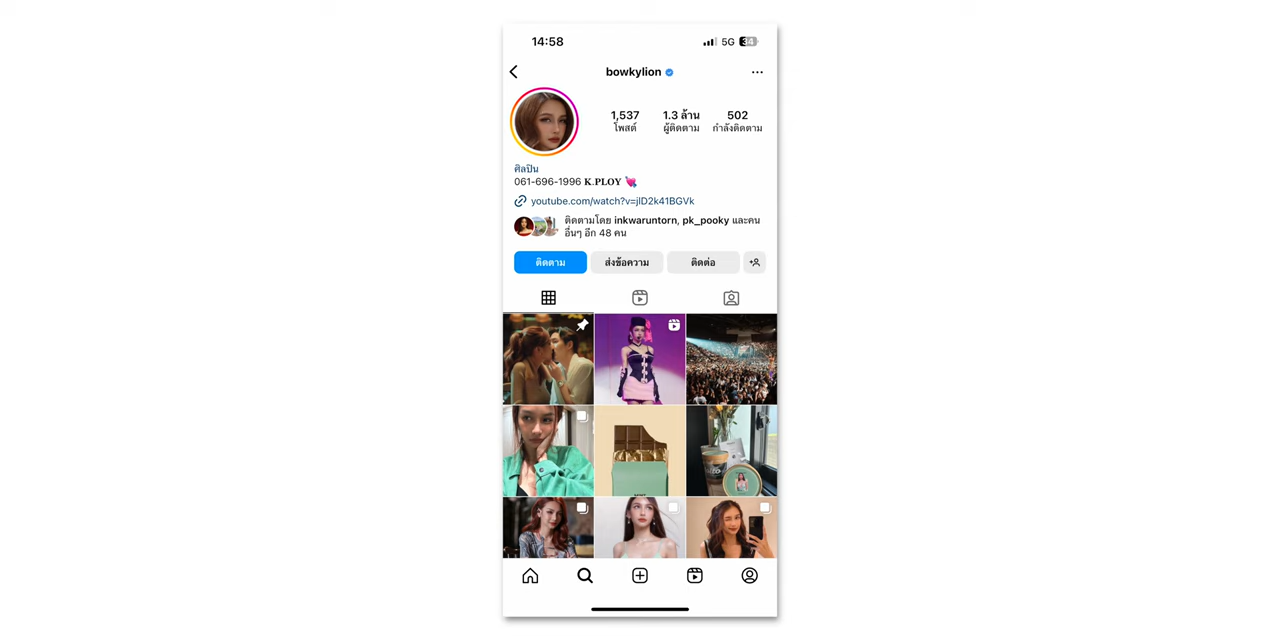 14:58
5G 34
bowkylion
1,537 1.3 ล้าน 502
โพสต์ ผู้ติดตาม กำลังติดตาม
ศิลปิน
061-696-1996 K.PLOY 💘
youtube.com/watch?v=jlD2k41BGVk
ติดตามโดย inkwaruntorn, pk_pooky และคน
อื่นๆ อีก 48 คน
ติดตาม ส่งข้อความ ติดต่อ